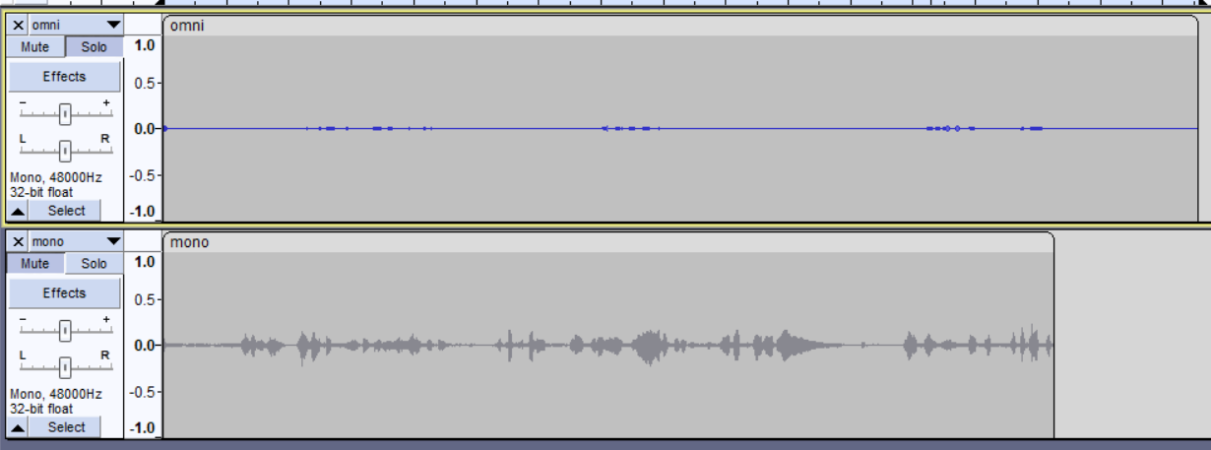 omni
omni
Mute Solo
1.0
Effects
0.5-
- +
0.0-
L R
-0.5-
Mono, 48000Hz
32-bit float
Select
-1.0
mono
mono
Mute Solo
1.0
Effects
0.5-
- +
0.0-
L R
-0.5-
Mono, 48000Hz
32-bit float
Select
-1.0